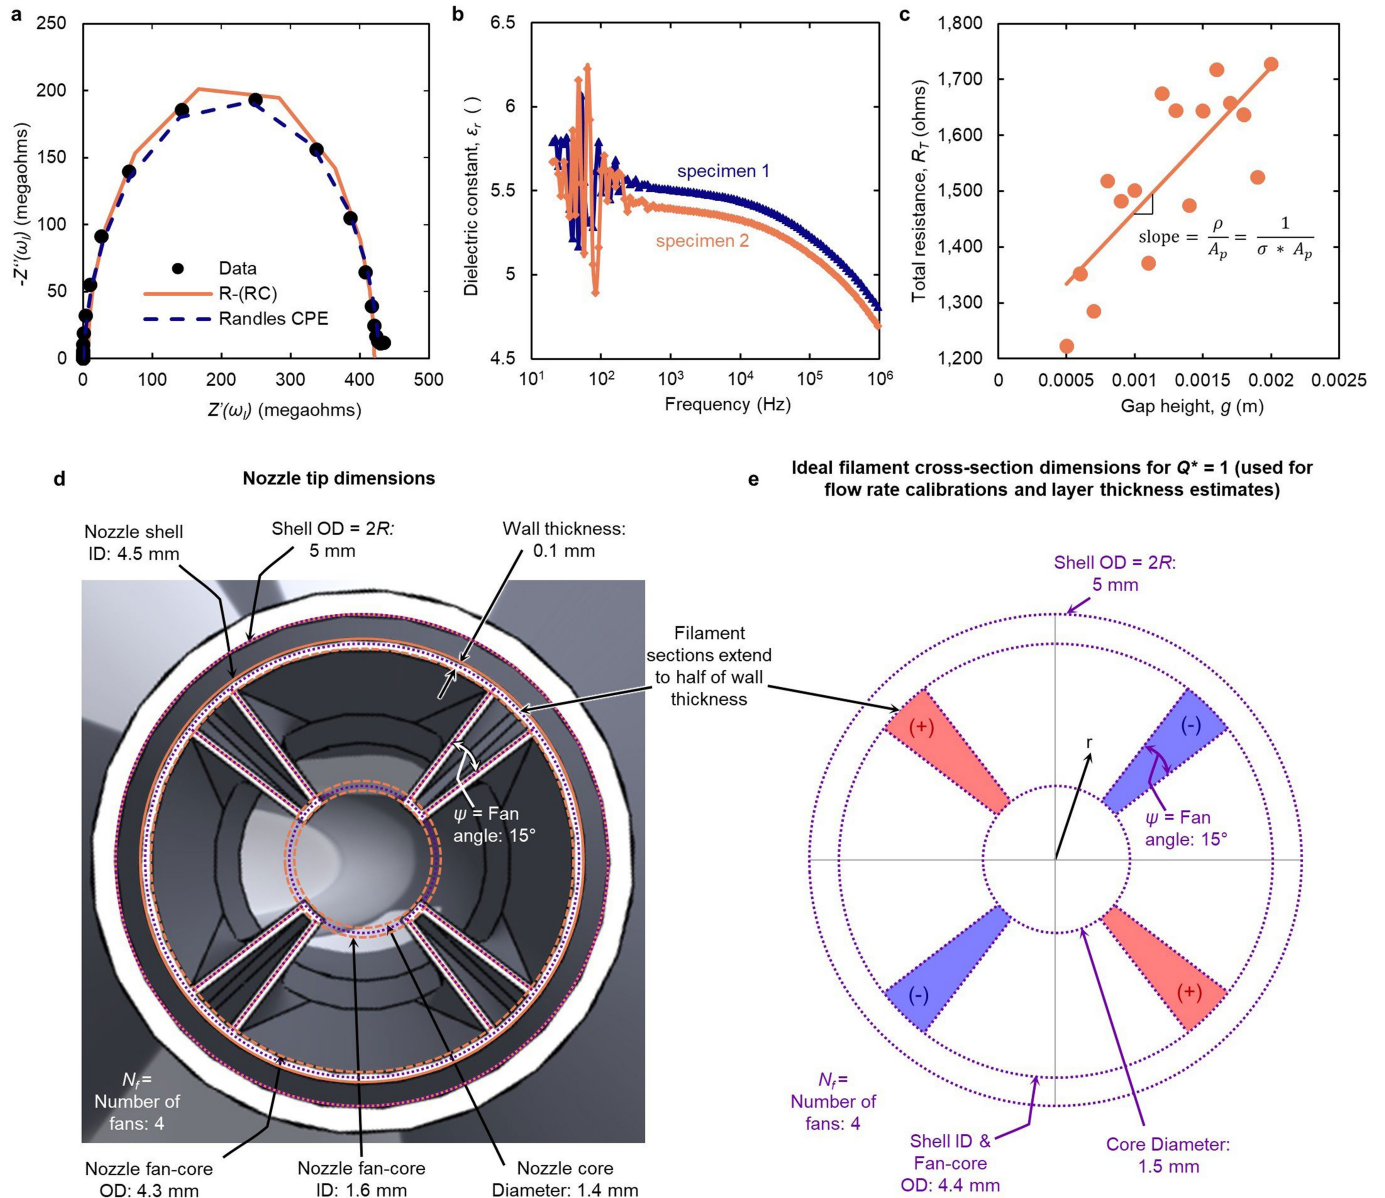 a
250
200
150
100
50
0
-Z''(ωl) (megaohms)
Data
R-(RC)
Randles CPE
0
100
200
300
400
500
Z'(ωl) (megaohms)
b
6.5
6
5.5
5
4.5
Dielectric constant, εr ( )
specimen 1
specimen 2
10¹
10²
10³
10⁴
10⁵
10⁶
Frequency (Hz)
c
1,800
1,700
1,600
1,500
1,400
1,300
1,200
Total resistance, RT (ohms)
slope = ρ/Ap = 1/(σ * Ap)
0
0.0005
0.001
0.0015
0.002
0.0025
Gap height, g (m)
d
Nozzle tip dimensions
Nozzle shell
ID: 4.5 mm
Shell OD = 2R:
5 mm
Wall thickness:
0.1 mm
Filament
sections extend
to half of wall
thickness
ψ = Fan
angle: 15°
Nf =
Number of
fans: 4
Nozzle fan-core
OD: 4.3 mm
Nozzle fan-core
ID: 1.6 mm
Nozzle core
Diameter: 1.4 mm
e
Ideal filament cross-section dimensions for Q* = 1 (used for
flow rate calibrations and layer thickness estimates)
Shell OD = 2R:
5 mm
(+)
(-)
r
ψ = Fan
angle: 15°
(-)
(+)
Nf =
Number of
fans: 4
Shell ID &
Fan-core
OD: 4.4 mm
Core Diameter:
1.5 mm